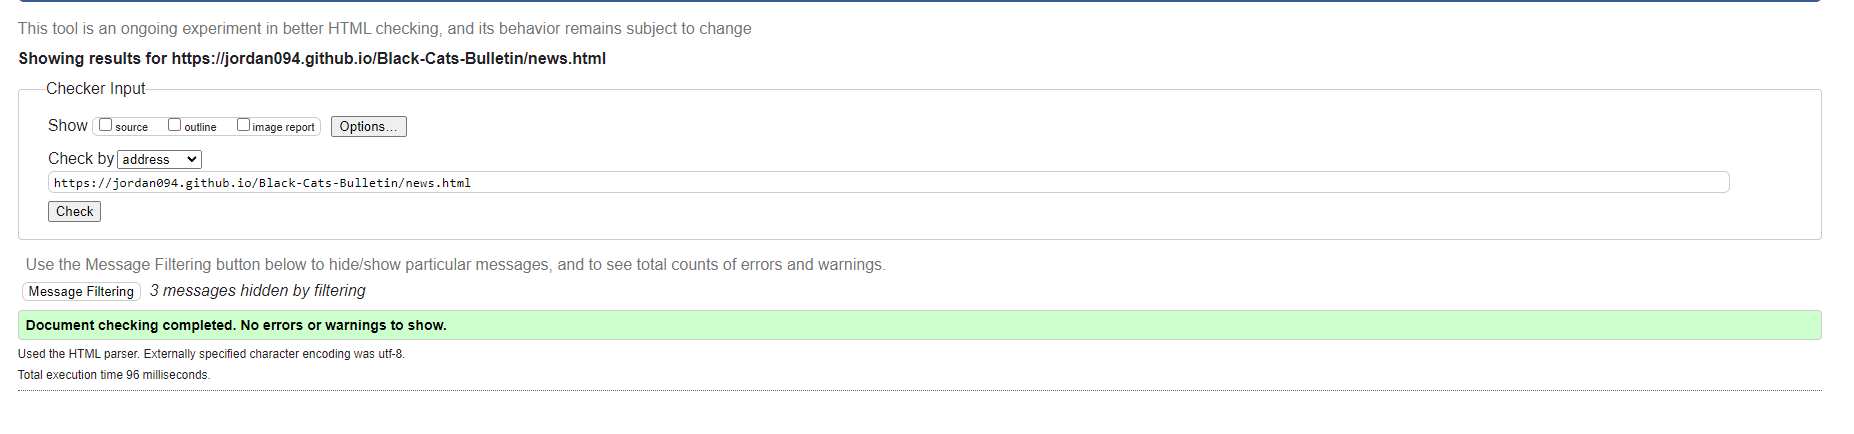 This tool is an ongoing experiment in better HTML checking, and its behavior remains subject to change
Showing results for https://jordan094.github.io/Black-Cats-Bulletin/news.html
Checker Input
Show source outline image report Options...
Check by address
https://jordan094.github.io/Black-Cats-Bulletin/news.html
Check
Use the Message Filtering button below to hide/show particular messages, and to see total counts of errors and warnings.
Message Filtering 3 messages hidden by filtering
Document checking completed. No errors or warnings to show.
Used the HTML parser. Externally specified character encoding was utf-8.
Total execution time 96 milliseconds.